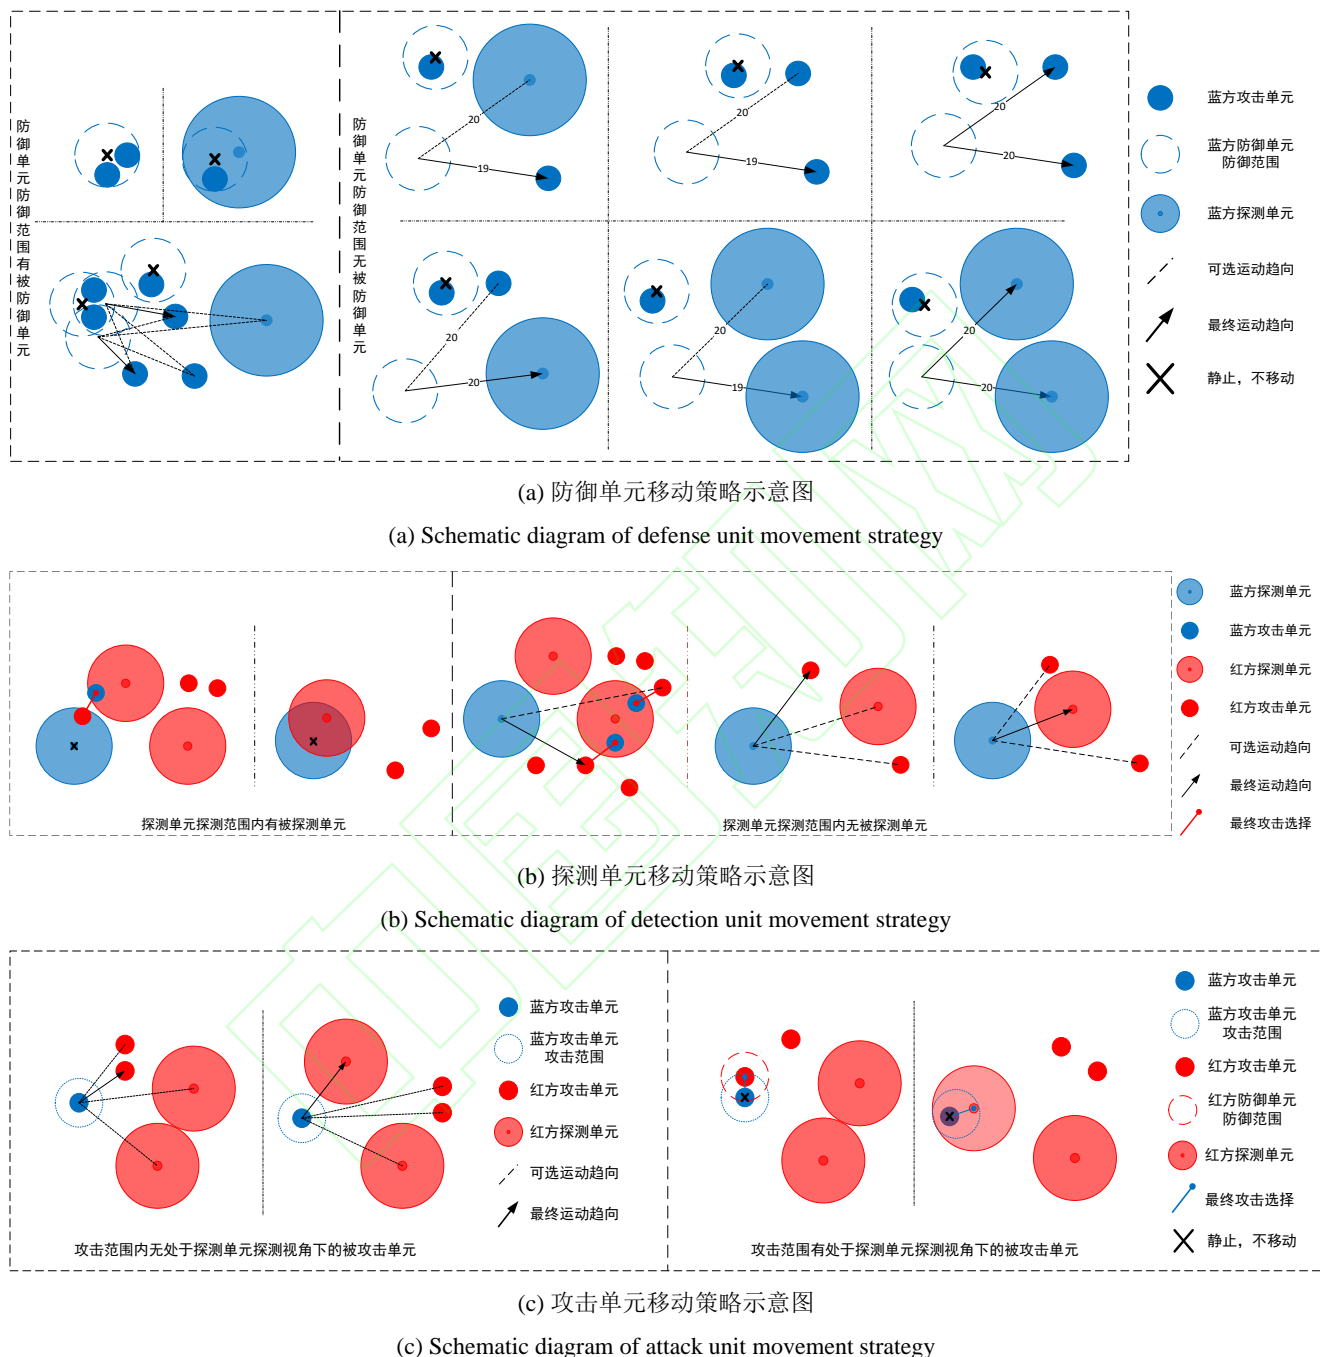 防御单元防御范围有被防御单元
防御单元防御范围无被防御单元
20
19
20
19
20
20
20
20
20
19
20
20
蓝方攻击单元
蓝方防御单元
防御范围
蓝方探测单元
可选运动趋向
最终运动趋向
静止，不移动
(a) 防御单元移动策略示意图
(a) Schematic diagram of defense unit movement strategy
探测单元探测范围内有被探测单元
探测单元探测范围内无被探测单元
蓝方探测单元
蓝方攻击单元
红方探测单元
红方攻击单元
可选运动趋向
最终运动趋向
最终攻击选择
(b) 探测单元移动策略示意图
(b) Schematic diagram of detection unit movement strategy
蓝方攻击单元
蓝方攻击单元
攻击范围
红方攻击单元
红方探测单元
可选运动趋向
最终运动趋向
攻击范围内无处于探测单元探测视角下的被攻击单元
蓝方攻击单元
蓝方攻击单元
攻击范围
红方攻击单元
红方防御单元
防御范围
红方探测单元
最终攻击选择
静止，不移动
攻击范围有处于探测单元探测视角下的被攻击单元
(c) 攻击单元移动策略示意图
(c) Schematic diagram of attack unit movement strategy